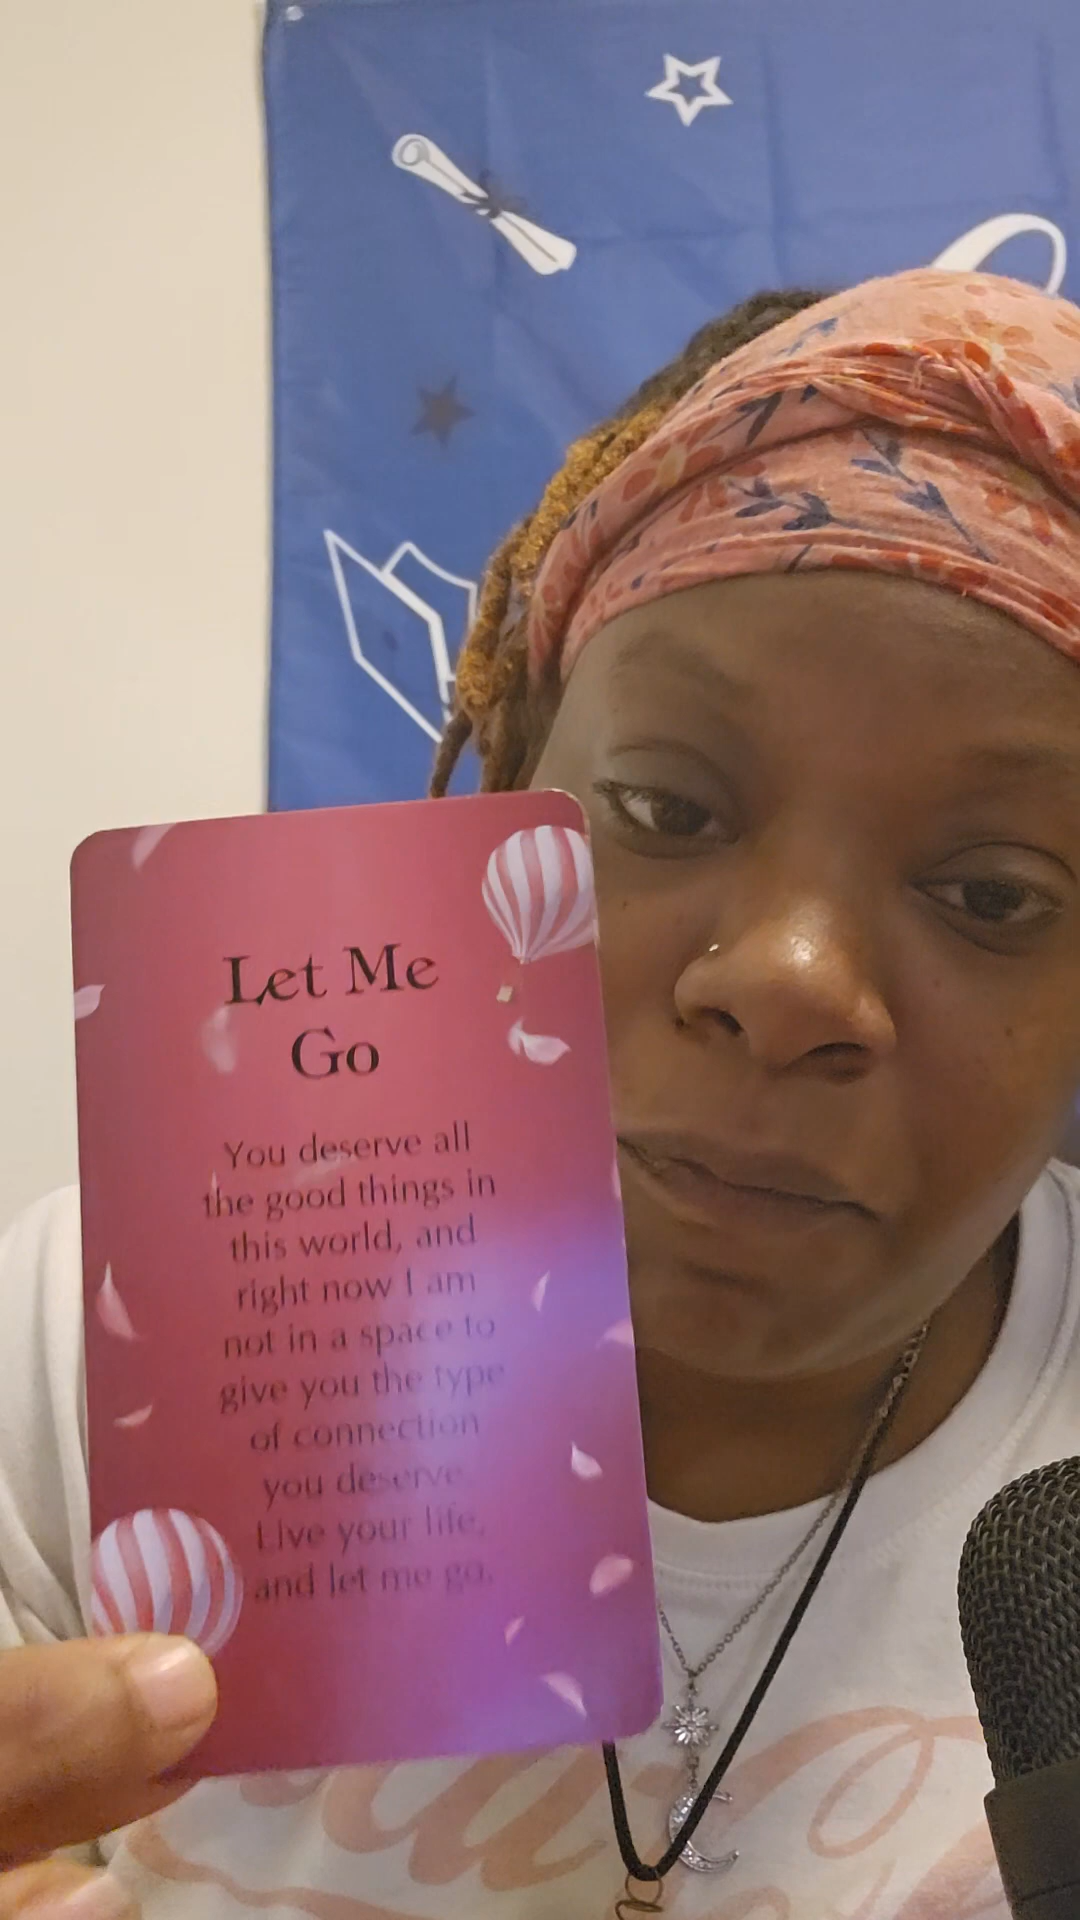 Let Me
Go
You deserve all
the good things in
this world, and
right now I am
not in a space to
give you the type
of connection
you deserve
Live your life,
and let me go.